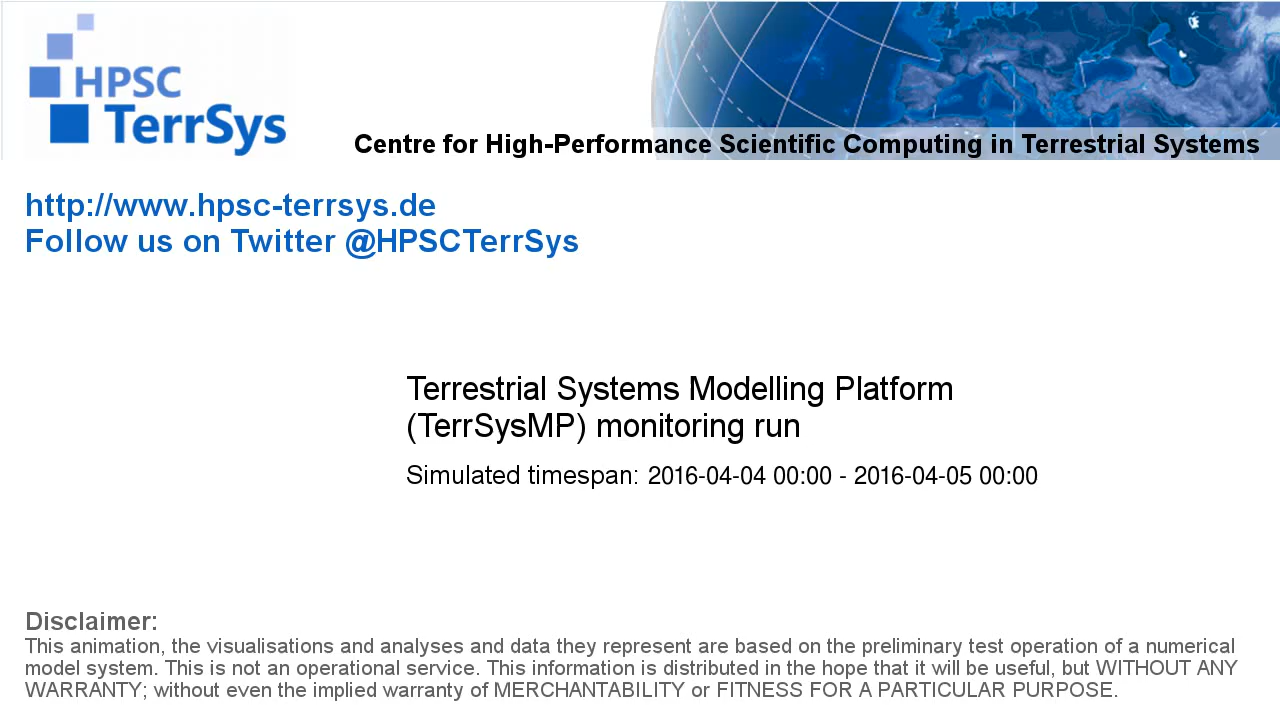 HPSC
TerrSys
Centre for High-Performance Scientific Computing in Terrestrial Systems
http://www.hpsc-terrsys.de
Follow us on Twitter @HPSCTerrSys
Terrestrial Systems Modelling Platform
(TerrSysMP) monitoring run
Simulated timespan: 2016-04-04 00:00 - 2016-04-05 00:00
Disclaimer:
This animation, the visualisations and analyses and data they represent are based on the preliminary test operation of a numerical
model system. This is not an operational service. This information is distributed in the hope that it will be useful, but WITHOUT ANY
WARRANTY; without even the implied warranty of MERCHANTABILITY or FITNESS FOR A PARTICULAR PURPOSE.